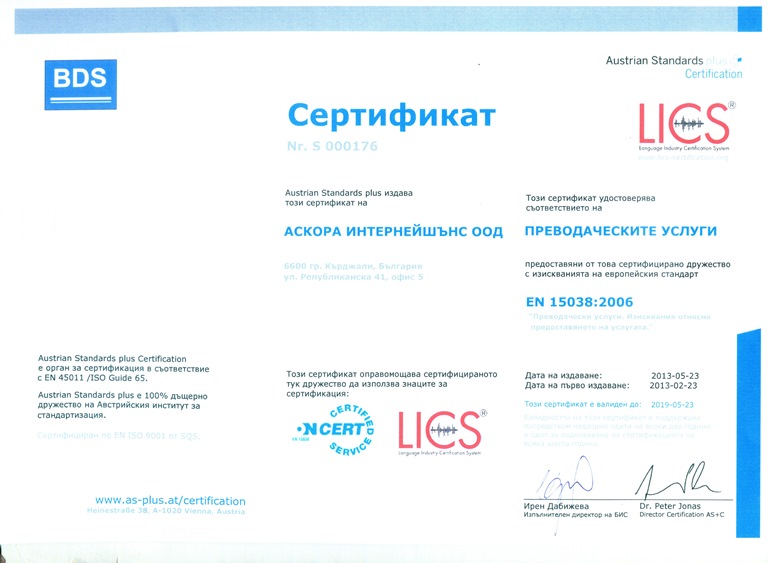 BDS
Austrian Standards plus
Certification
Сертификат
Nr. S 000176
LICS®
Language Industry Certification System
www.lics-certification.org
Austrian Standards plus издава
този сертификат на
АСКОРА ИНТЕРНЕЙШЪНС ООД
6600 гр. Кърджали, България
ул. Републиканска 41, офис 5
Този сертификат удостоверява
съответствието на
ПРЕВОДАЧЕСКИТЕ УСЛУГИ
предоставяни от това сертифицирано дружество
с изискванията на европейския стандарт
EN 15038:2006
"Преводачески услуги. Изисквания относно
предоставянето на услугата.
Austrian Standards plus Certification
е орган за сертификация в съответствие
с EN 45011 /ISO Guide 65.
Austrian Standards plus е 100% дъщерно
дружество на Австрийския институт за
стандартизация.
Сертифициран по EN ISO 9001 от SQS.
www.as-plus.at/certification
Heinestraße 38, A-1020 Vienna, Austria
Този сертификат оправомощава сертифицираното
тук дружество да използва знаците за
сертификация:
CERTIFIED
NCERT
EN 15038
SERVICE
LICS®
Language Industry Certification System
Дата на издаване: 2013-05-23
Дата на първо издаване: 2013-02-23
Този сертификат е валиден до: 2019-05-23
Ирен Дабижева
Изпълнителен директор на БИС
Dr. Peter Jonas
Director Certification AS+C